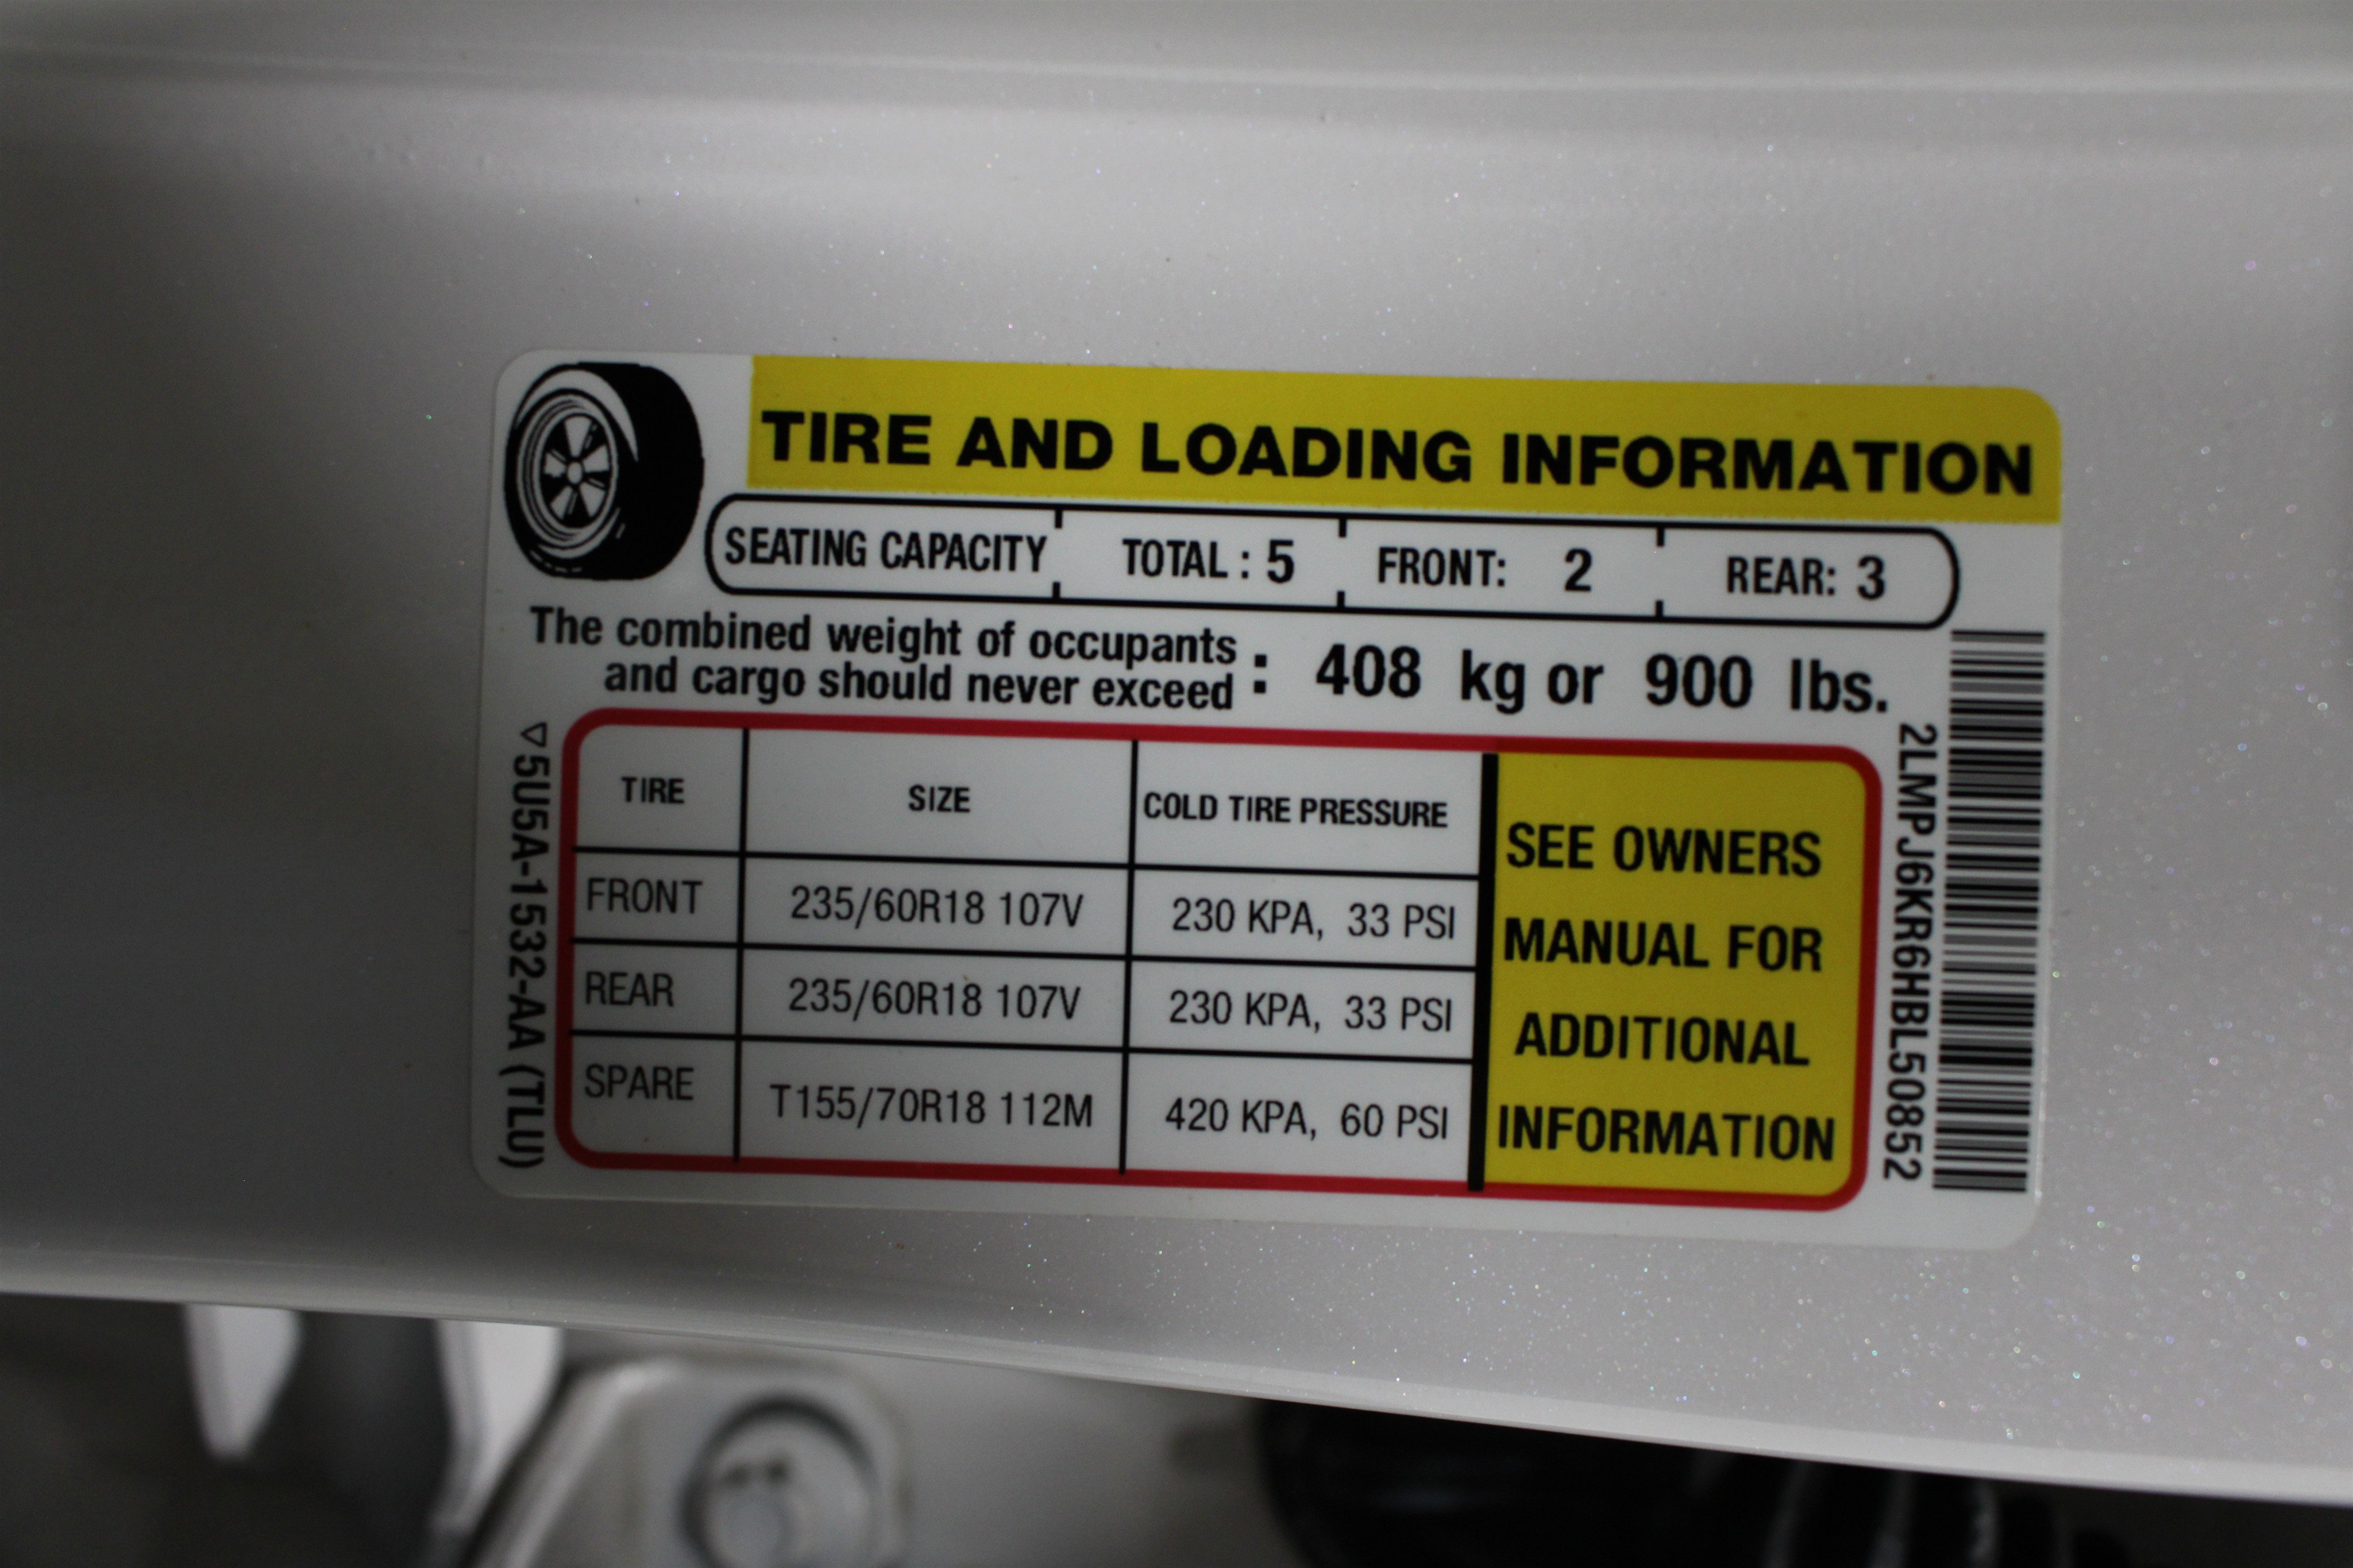 TIRE AND LOADING INFORMATION
SEATING CAPACITY TOTAL : 5 FRONT: 2 REAR: 3
The combined weight of occupants
and cargo should never exceed : 408 kg or 900 lbs.
TIRE SIZE COLD TIRE PRESSURE
FRONT 235/60R18 107V 230 KPA, 33 PSI
REAR 235/60R18 107V 230 KPA, 33 PSI
SPARE T155/70R18 112M 420 KPA, 60 PSI
SEE OWNERS
MANUAL FOR
ADDITIONAL
INFORMATION
5U5A-1532-AA (TLU)
2LMPJ6KR6HBL50852